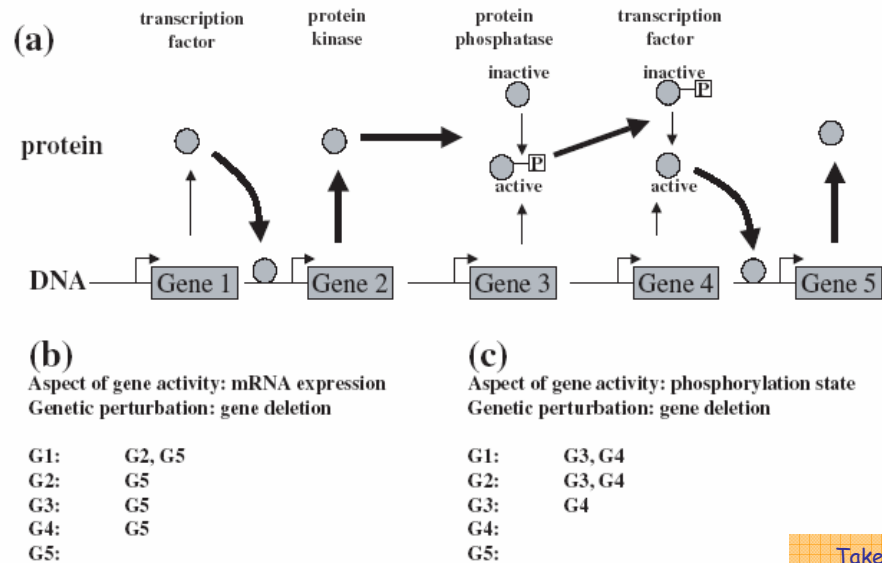 (a)
transcription factor
protein kinase
protein phosphatase
transcription factor
inactive
inactive
P
protein
P
active
active
DNA
Gene 1
Gene 2
Gene 3
Gene 4
Gene 5
(b)
Aspect of gene activity: mRNA expression
Genetic perturbation: gene deletion
G1: G2, G5
G2: G5
G3: G5
G4: G5
G5:
(c)
Aspect of gene activity: phosphorylation state
Genetic perturbation: gene deletion
G1: G3, G4
G2: G3, G4
G3: G4
G4:
G5:
Take